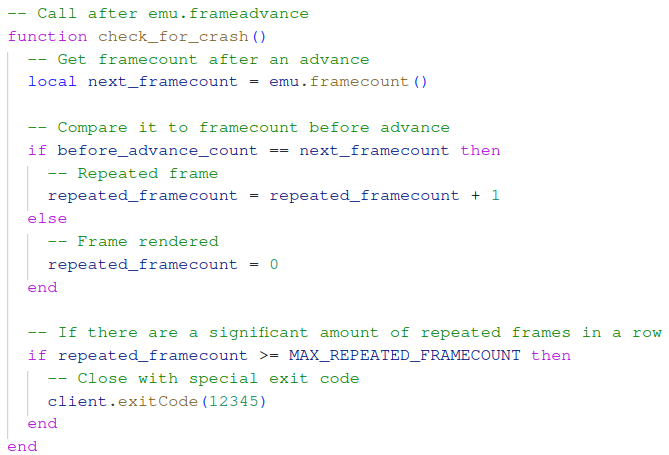 -- Call after emu.frameadvance
function check_for_crash()
  -- Get framecount after an advance
  local next_framecount = emu.framecount()

  -- Compare it to framecount before advance
  if before_advance_count == next_framecount then
    -- Repeated frame
    repeated_framecount = repeated_framecount + 1
  else
    -- Frame rendered
    repeated_framecount = 0
  end

  -- If there are a significant amount of repeated frames in a row
  if repeated_framecount >= MAX_REPEATED_FRAMECOUNT then
    -- Close with special exit code
    client.exitCode(12345)
  end
end